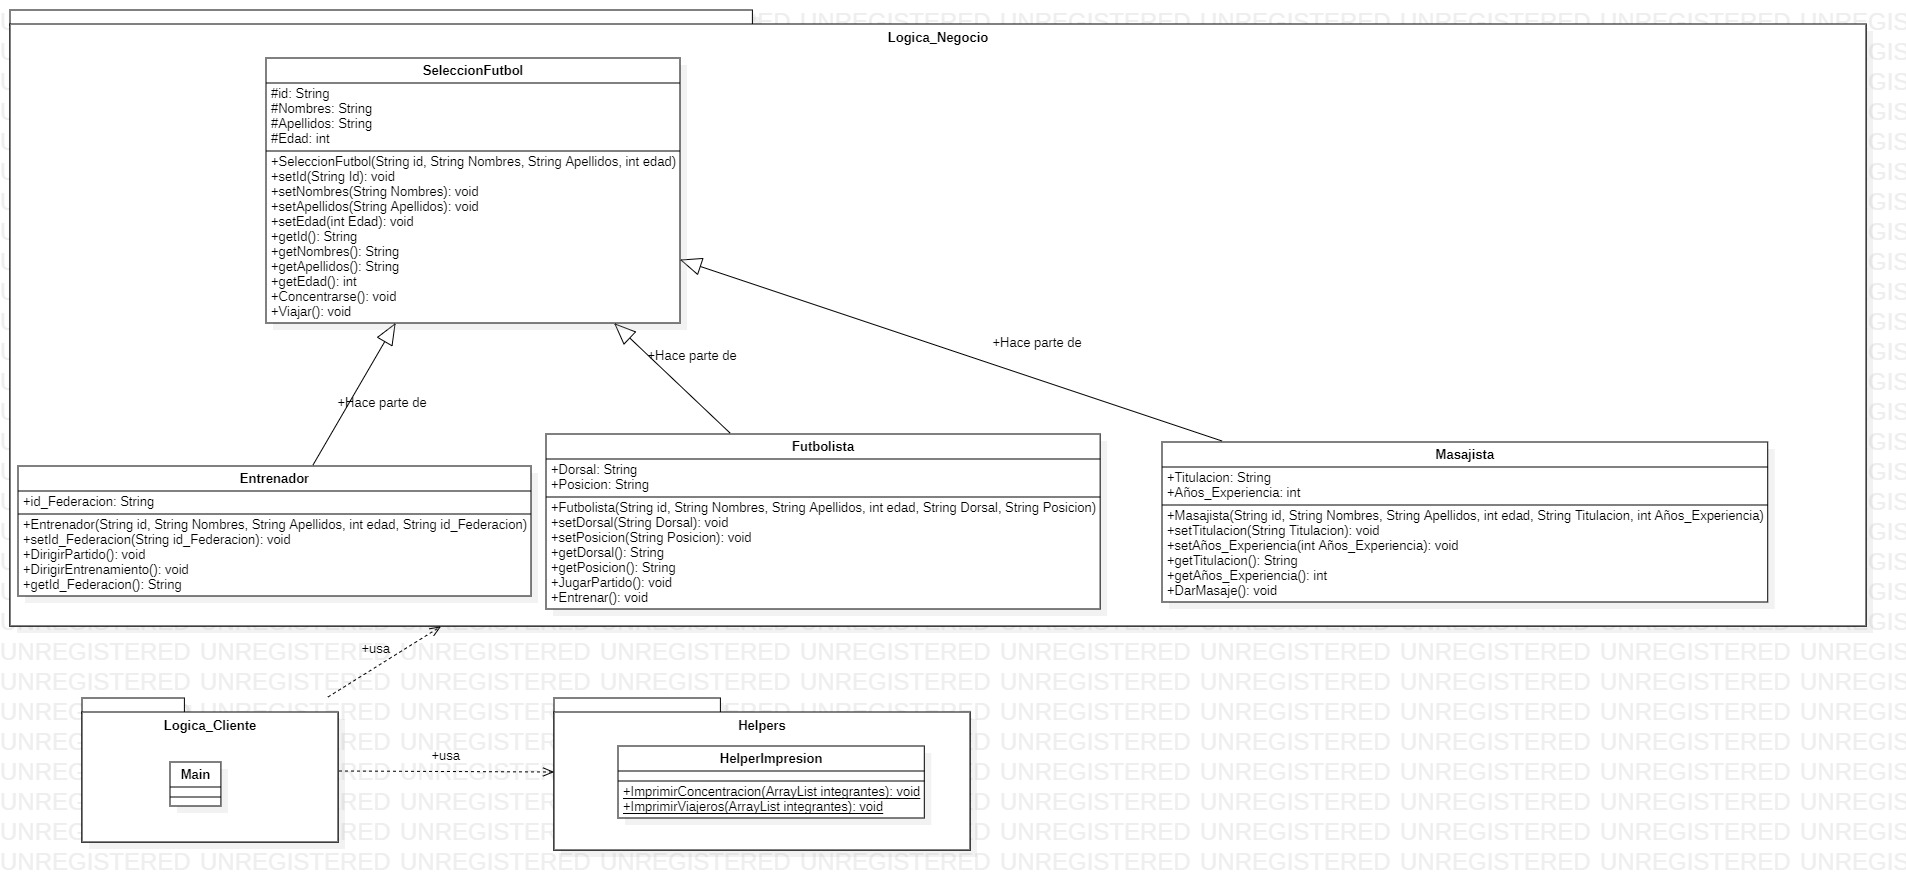 Logica_Negocio
SeleccionFutbol
#id: String
#Nombres: String
#Apellidos: String
#Edad: int
+SeleccionFutbol(String id, String Nombres, String Apellidos, int edad)
+setId(String Id): void
+setNombres(String Nombres): void
+setApellidos(String Apellidos): void
+setEdad(int Edad): void
+getId(): String
+getNombres(): String
+getApellidos(): String
+getEdad(): int
+Concentrarse(): void
+Viajar(): void
+Hace parte de
+Hace parte de
+Hace parte de
Entrenador
+id_Federacion: String
+Entrenador(String id, String Nombres, String Apellidos, int edad, String id_Federacion)
+setId_Federacion(String id_Federacion): void
+DirigirPartido(): void
+DirigirEntrenamiento(): void
+getId_Federacion(): String
Futbolista
+Dorsal: String
+Posicion: String
+Futbolista(String id, String Nombres, String Apellidos, int edad, String Dorsal, String Posicion)
+setDorsal(String Dorsal): void
+setPosicion(String Posicion): void
+getDorsal(): String
+getPosicion(): String
+JugarPartido(): void
+Entrenar(): void
Masajista
+Titulacion: String
+Años_Experiencia: int
+Masajista(String id, String Nombres, String Apellidos, int edad, String Titulacion, int Años_Experiencia)
+setTitulacion(String Titulacion): void
+setAños_Experiencia(int Años_Experiencia): void
+getTitulacion(): String
+getAños_Experiencia(): int
+DarMasaje(): void
+usa
Logica_Cliente
Main
+usa
Helpers
HelperImpresion
+ImprimirConcentracion(ArrayList integrantes): void
+ImprimirViajeros(ArrayList integrantes): void
UNREGISTERED UNREGISTERED UNREGISTERED UNREGISTERED UNREGISTERED UNREGISTERED UNREGISTERED UNREGISTERED UNREGISTERED